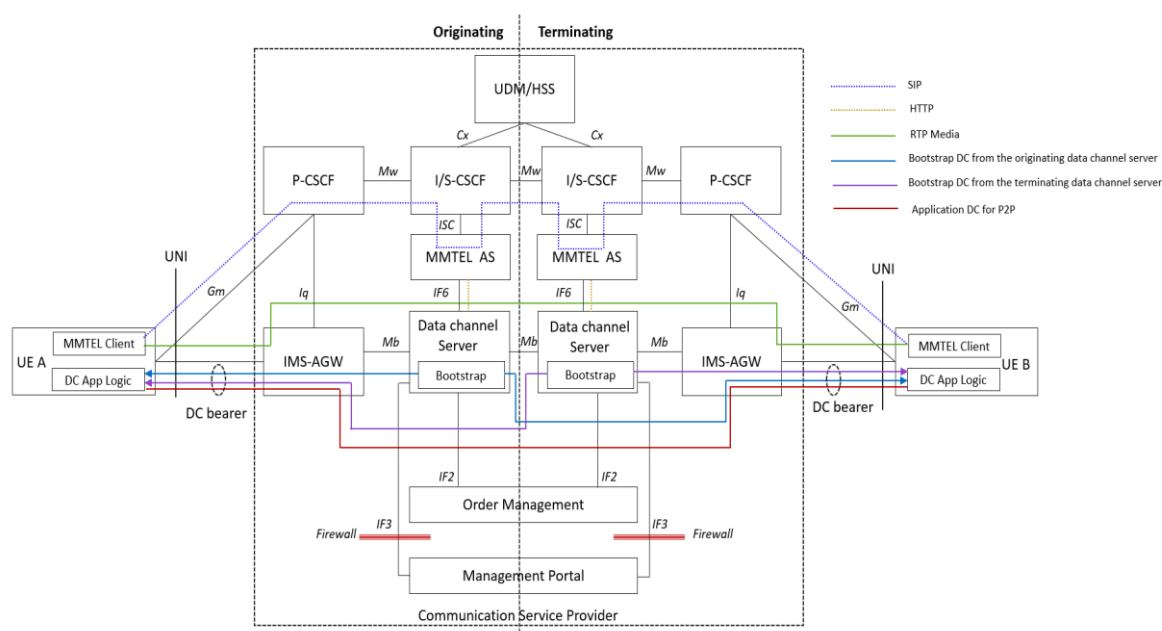 Originating
Terminating
UDM/HSS
SIP
HTTP
RTP Media
Bootstrap DC from the originating data channel server
Bootstrap DC from the terminating data channel server
Application DC for P2P
Cx
Cx
P-CSCF
Mw
I/S-CSCF
Mw
I/S-CSCF
Mw
P-CSCF
ISC
ISC
MMTEL AS
MMTEL AS
UNI
UNI
Gm
Iq
IF6
IF6
Iq
Gm
UE A
MMTEL Client
DC App Logic
IMS-AGW
Mb
Data channel
Server
Bootstrap
Mb
Data channel
Server
Bootstrap
Mb
IMS-AGW
MMTEL Client
DC App Logic
UE B
DC bearer
DC bearer
IF2
IF2
Order Management
Firewall
IF3
IF3
Firewall
Management Portal
Communication Service Provider